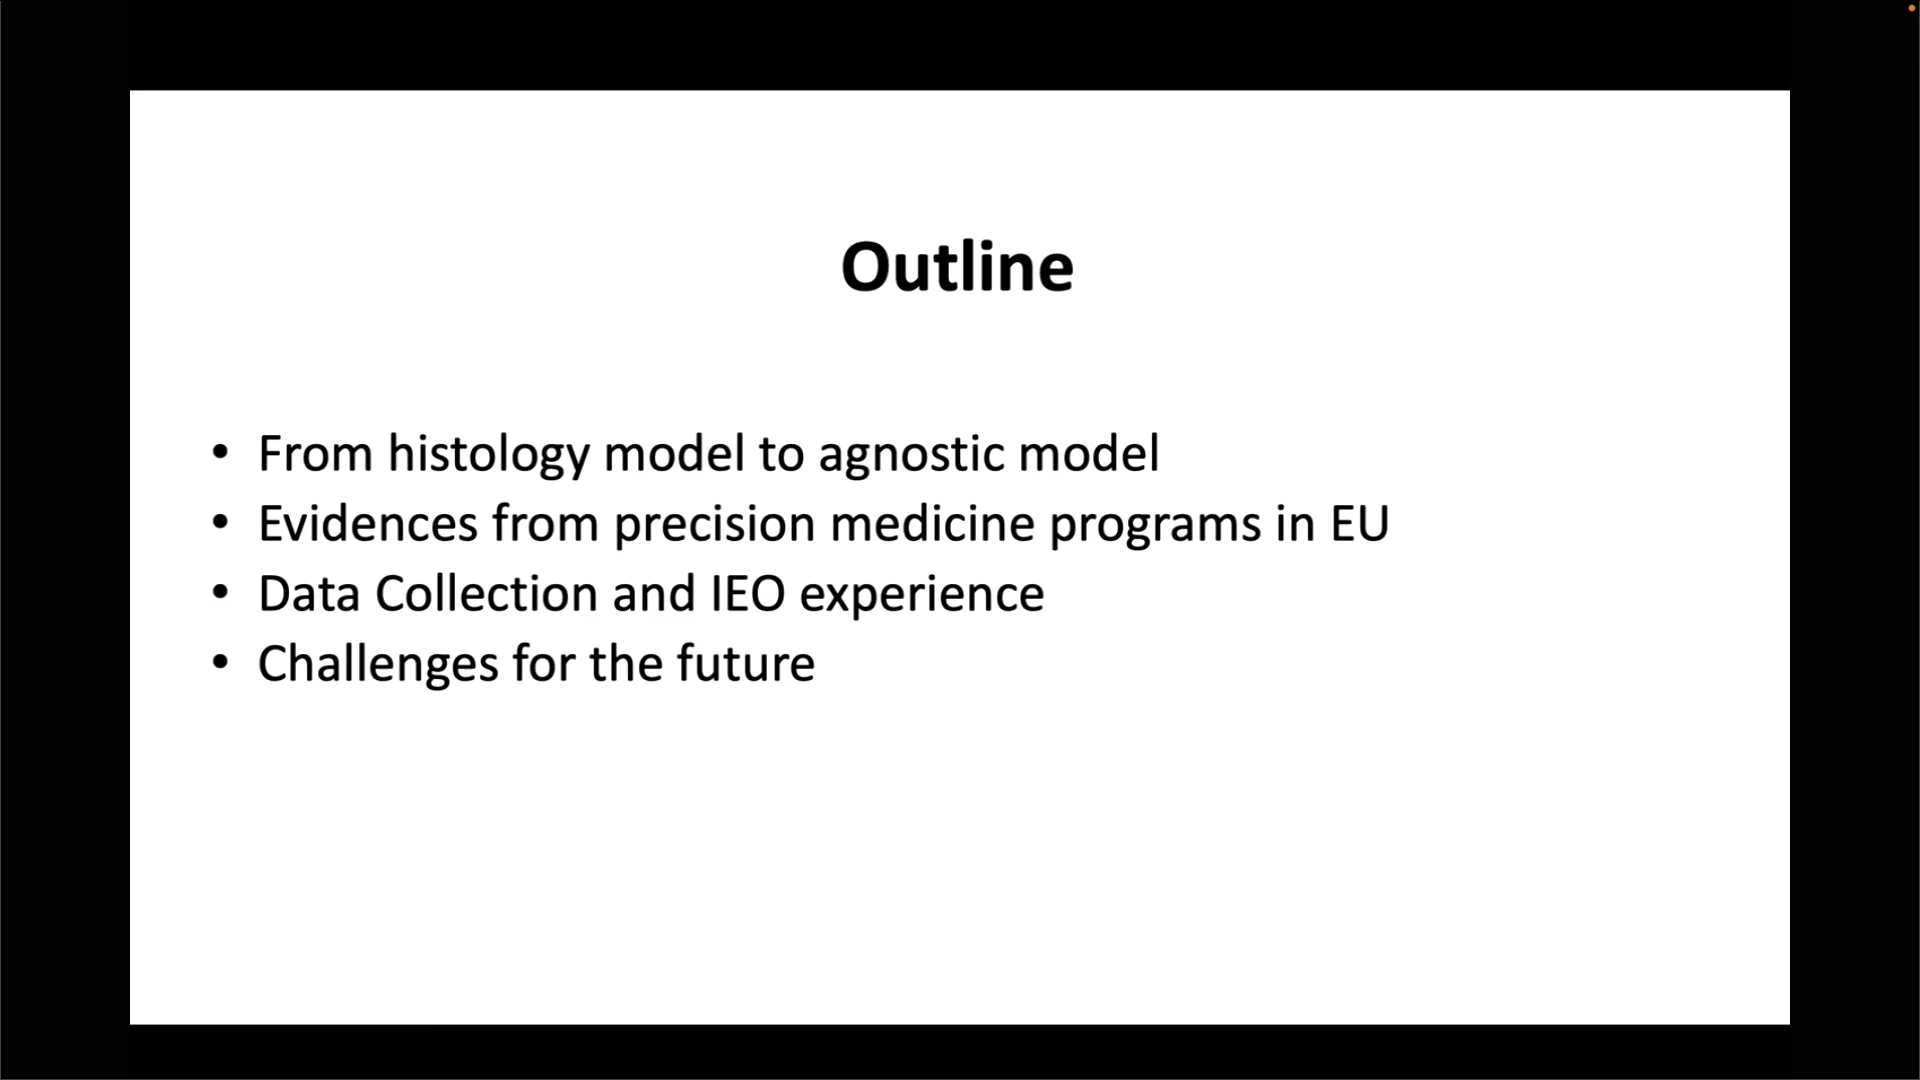 Outline
• From histology model to agnostic model
• Evidences from precision medicine programs in EU
• Data Collection and IEO experience
• Challenges for the future